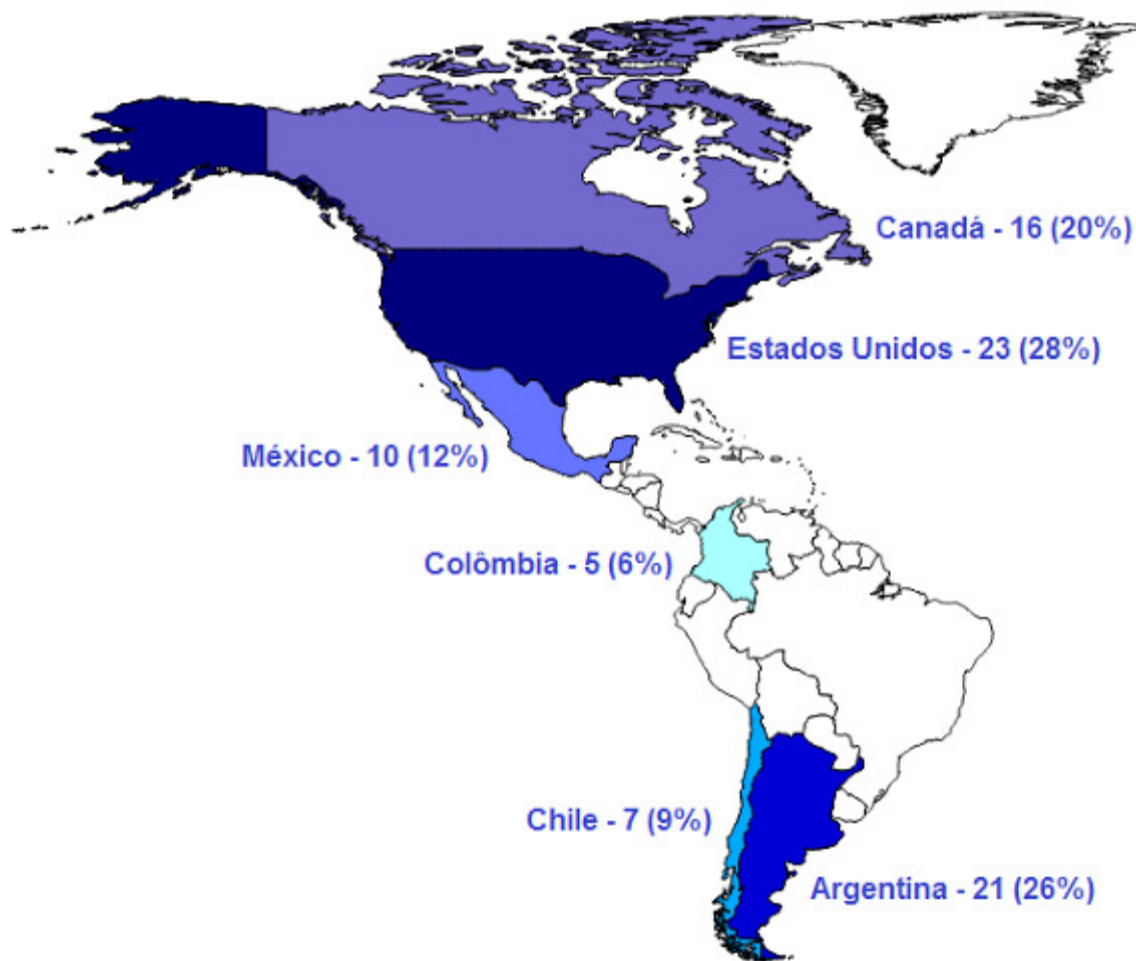 Canadá - 16 (20%)
Estados Unidos - 23 (28%)
México - 10 (12%)
Colômbia - 5 (6%)
Chile - 7 (9%)
Argentina - 21 (26%)